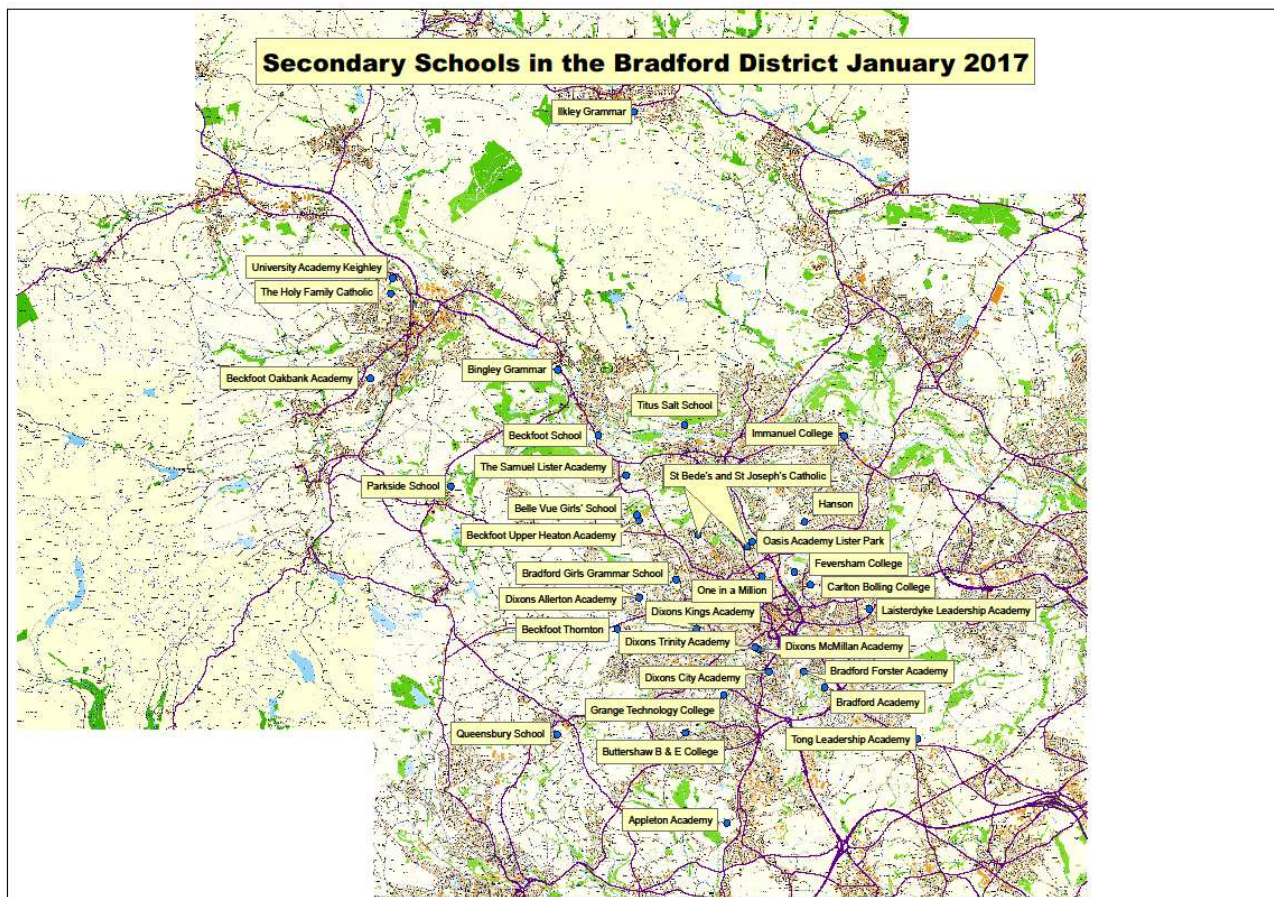 Secondary Schools in the Bradford District January 2017
Ilkley Grammar
University Academy Keighley
The Holy Family Catholic
Beckfoot Oakbank Academy
Bingley Grammar
Titus Salt School
Beckfoot School
Immanuel College
The Samuel Lister Academy
St Bede's and St Joseph's Catholic
Parkside School
Belle Vue Girls' School
Hanson
Beckfoot Upper Heaton Academy
Oasis Academy Lister Park
Feversham College
Bradford Girls Grammar School
One in a Million
Carlton Bolling College
Dixons Allerton Academy
Dixons Kings Academy
Laisterdyke Leadership Academy
Beckfoot Thornton
Dixons Trinity Academy
Dixons McMillan Academy
Dixons City Academy
Bradford Forster Academy
Grange Technology College
Bradford Academy
Queensbury School
Buttershaw B & E College
Tong Leadership Academy
Appleton Academy